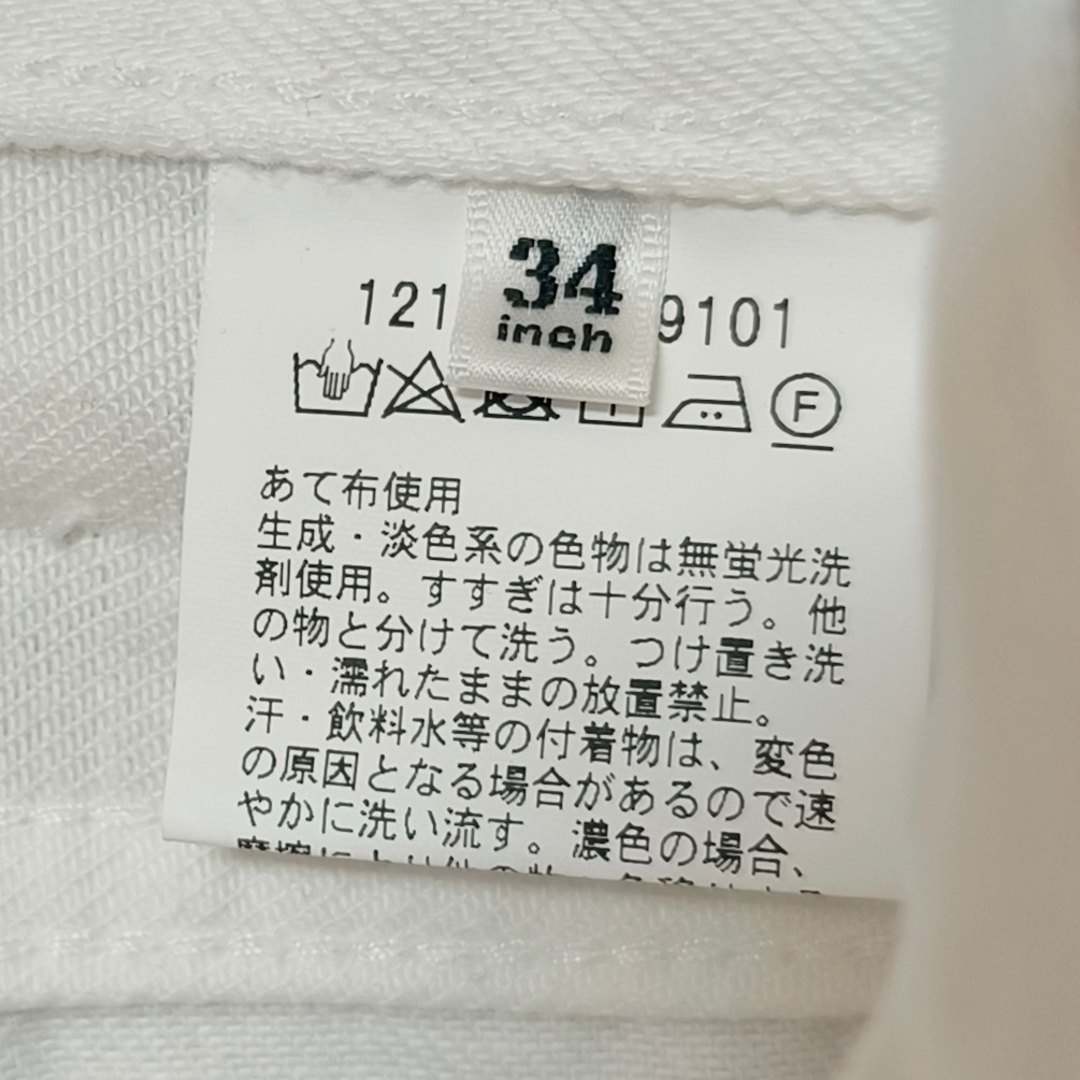 34
inch
121 9101
F
あて布使用
生成・淡色系の色物は無蛍光洗
剤使用。すすぎは十分行う。他
の物と分けて洗う。つけ置き洗
い・濡れたままの放置禁止。
汗・飲料水等の付着物は、変色
の原因となる場合があるので速
やかに洗い流す。濃色の場合、